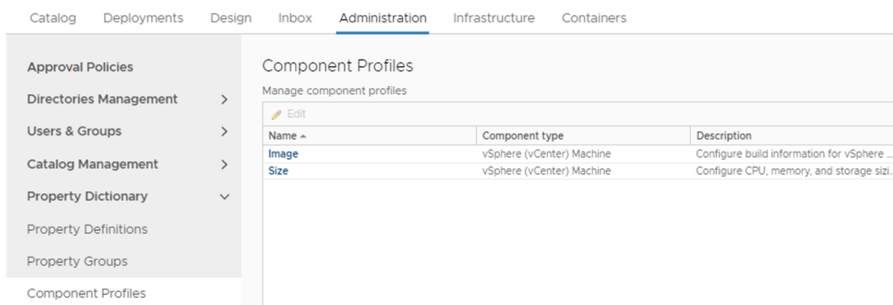 Catalog Deployments Design Inbox Administration Infrastructure Containers
Approval Policies
Directories Management
Users & Groups
Catalog Management
Property Dictionary
Property Definitions
Property Groups
Component Profiles
Component Profiles
Manage component profiles
Edit
Name Component type Description
Image vSphere (vCenter) Machine Configure build information for vSphere ...
Size vSphere (vCenter) Machine Configure CPU, memory, and storage sizi...